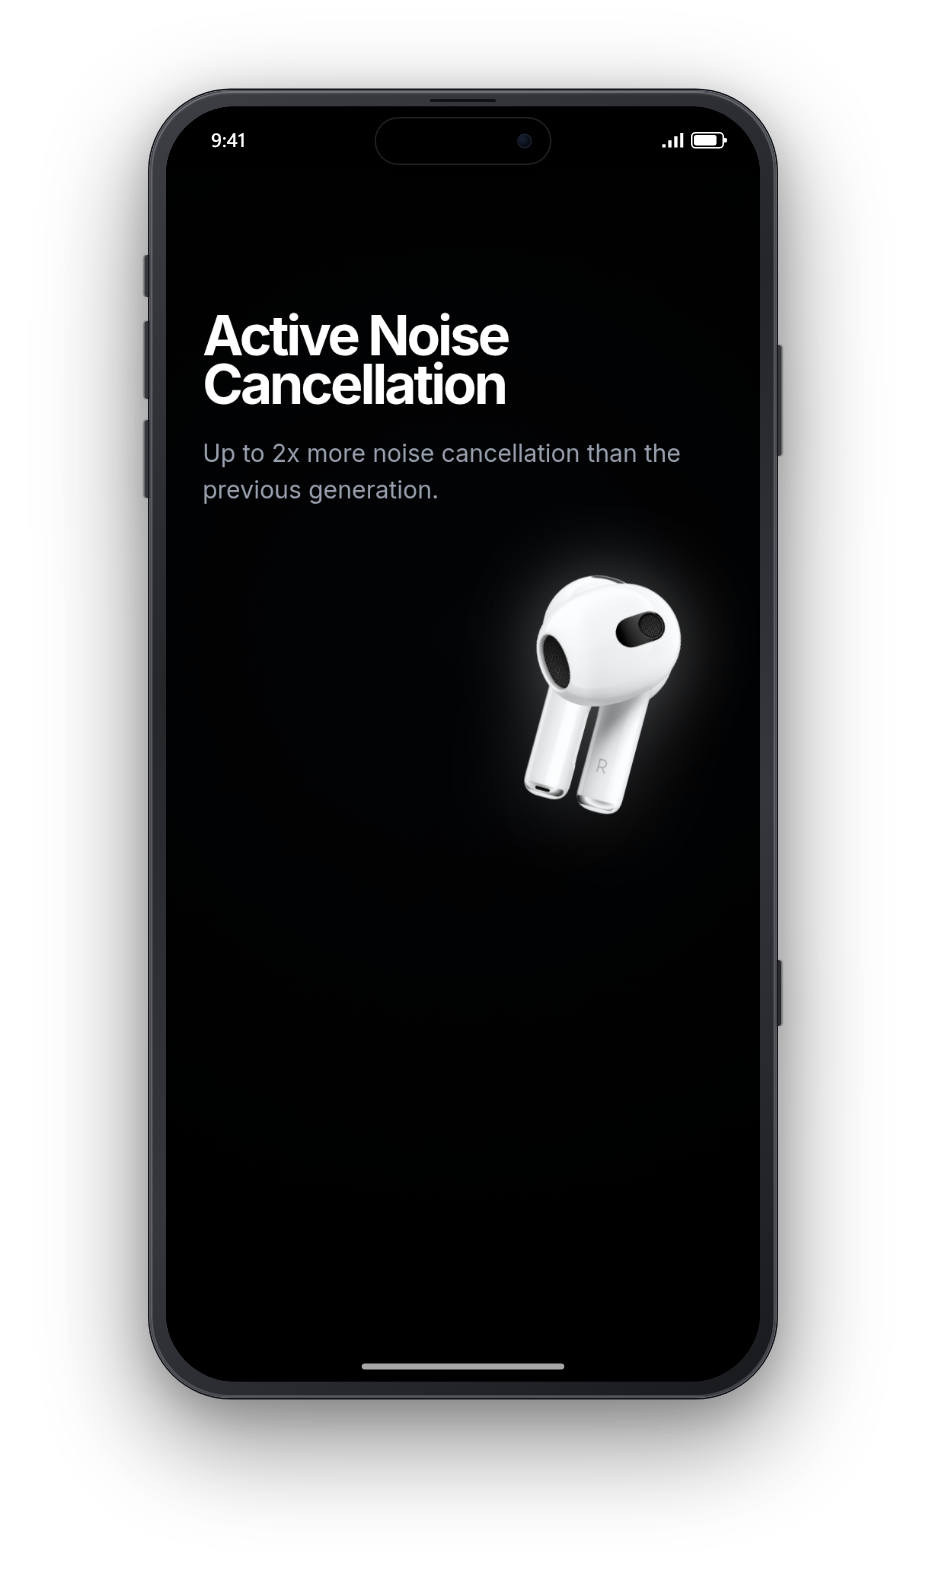 9:41
Active Noise
Cancellation
Up to 2x more noise cancellation than the
previous generation.
R